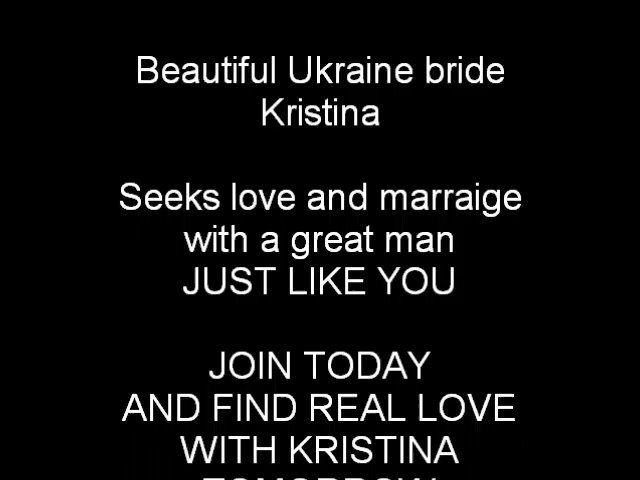 Beautiful Ukraine bride
Kristina
Seeks love and marraige
with a great man
JUST LIKE YOU
JOIN TODAY
AND FIND REAL LOVE
WITH KRISTINA
TOMORROW!